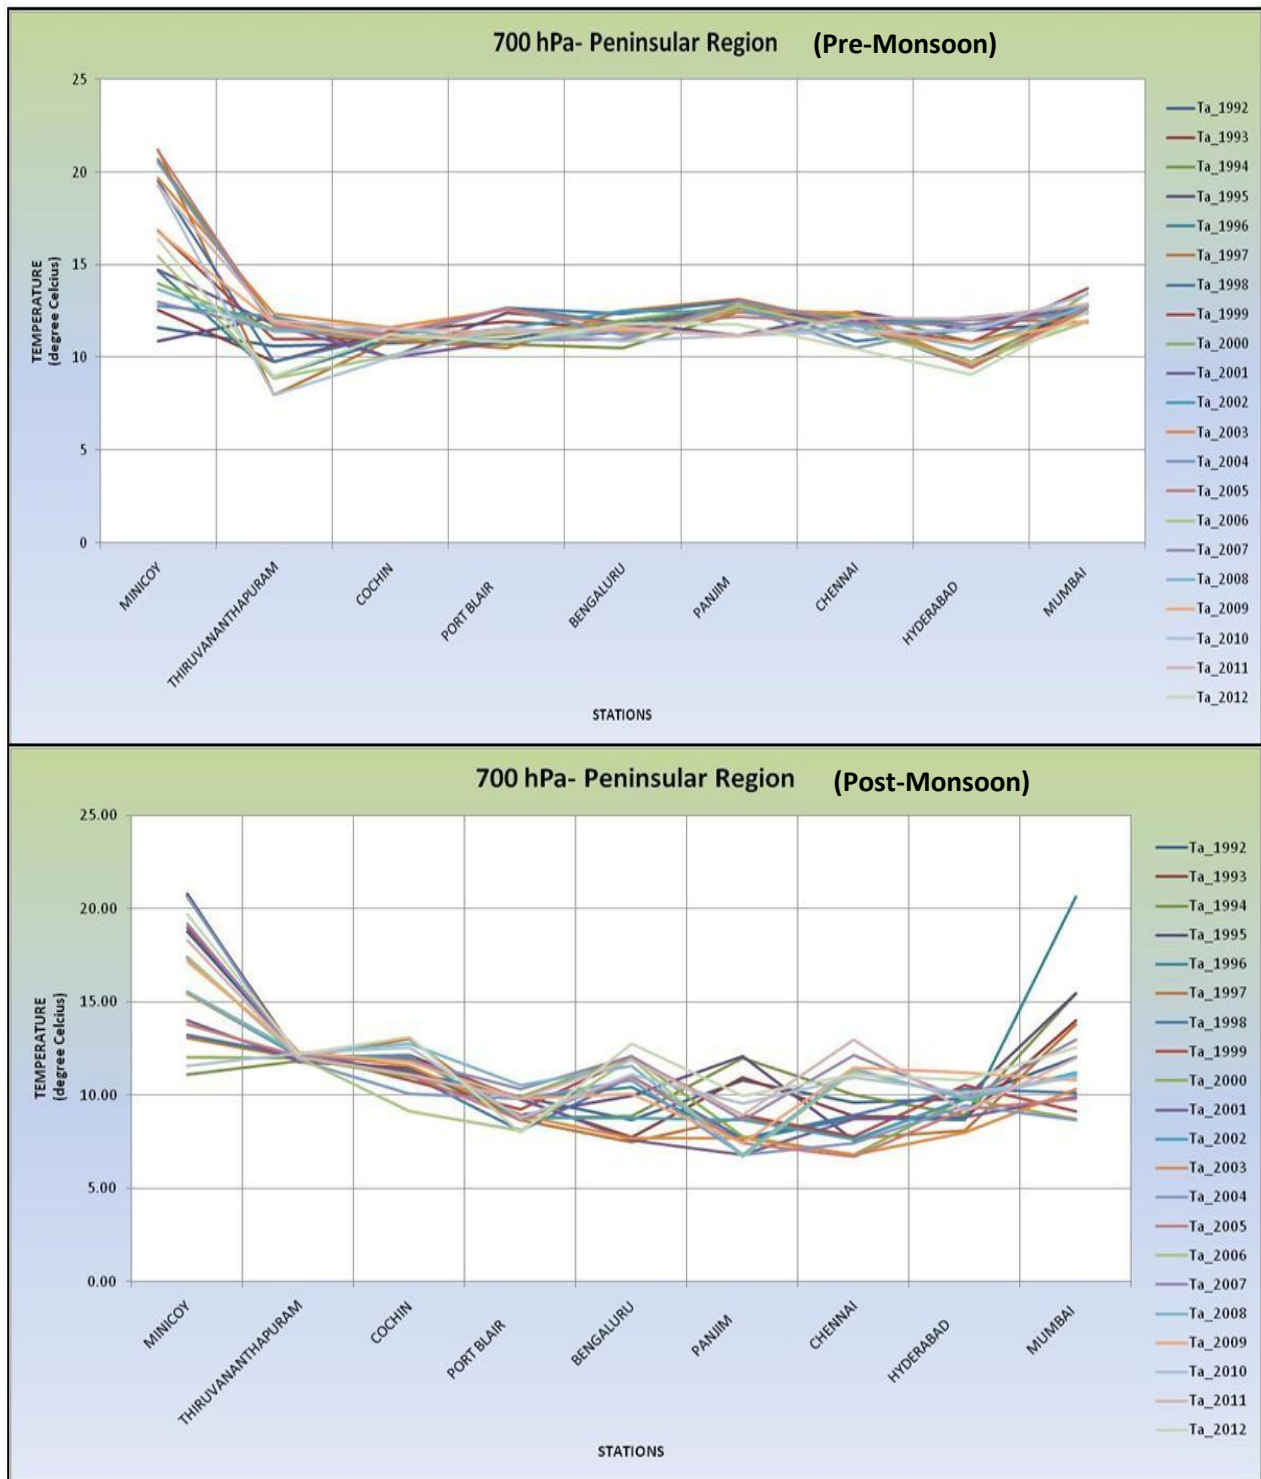 700 hPa- Peninsular Region (Pre-Monsoon)
25
20
15
10
5
0
TEMPERATURE
(degree Celcius)
MINICOY
THIRUVANANTHAPURAM
COCHIN
PORT BLAIR
BENGALURU
PANJIM
CHENNAI
HYDERABAD
MUMBAI
STATIONS
Ta_1992
Ta_1993
Ta_1994
Ta_1995
Ta_1996
Ta_1997
Ta_1998
Ta_1999
Ta_2000
Ta_2001
Ta_2002
Ta_2003
Ta_2004
Ta_2005
Ta_2006
Ta_2007
Ta_2008
Ta_2009
Ta_2010
Ta_2011
Ta_2012
700 hPa- Peninsular Region (Post-Monsoon)
25.00
20.00
15.00
10.00
5.00
0.00
TEMPERATURE
(degree Celcius)
MINICOY
THIRUVANANTHAPURAM
COCHIN
PORT BLAIR
BENGALURU
PANJIM
CHENNAI
HYDERABAD
MUMBAI
STATIONS
Ta_1992
Ta_1993
Ta_1994
Ta_1995
Ta_1996
Ta_1997
Ta_1998
Ta_1999
Ta_2000
Ta_2001
Ta_2002
Ta_2003
Ta_2004
Ta_2005
Ta_2006
Ta_2007
Ta_2008
Ta_2009
Ta_2010
Ta_2011
Ta_2012